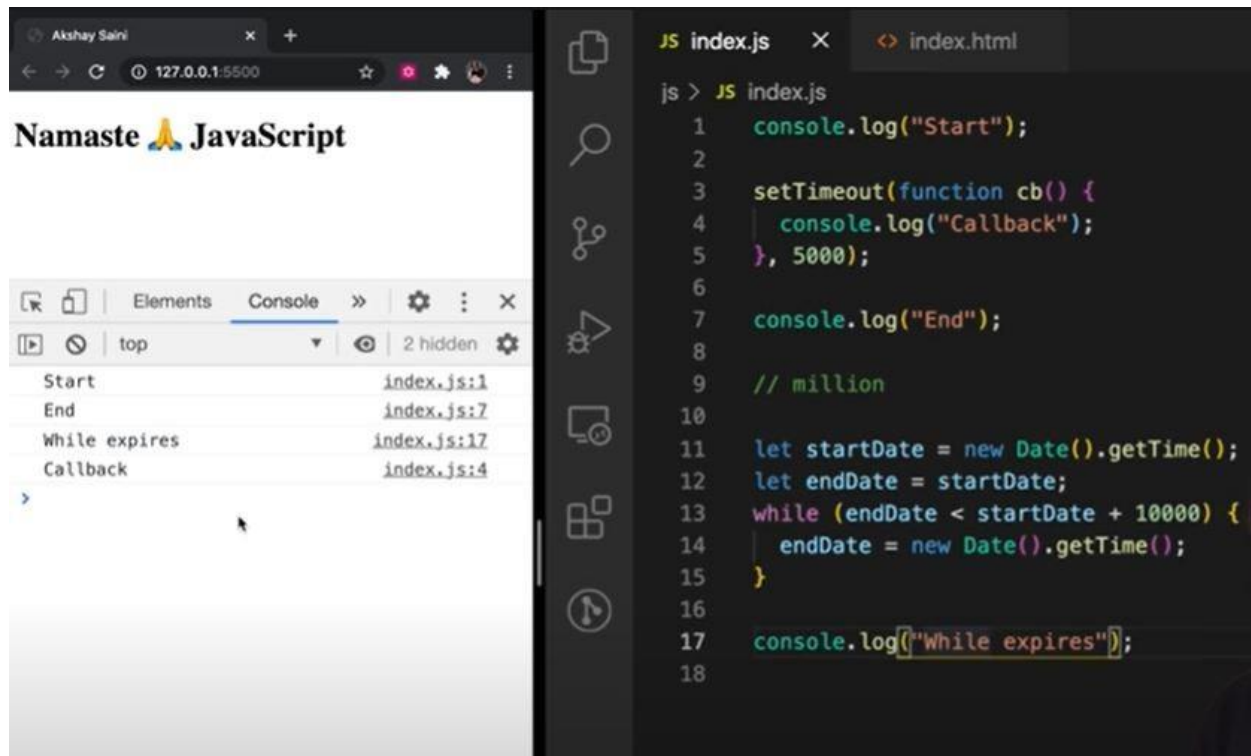 Akshay Saini
127.0.0.1:5500
Namaste 🙏 JavaScript
Elements Console »
top 2 hidden
Start index.js:1
End index.js:7
While expires index.js:17
Callback index.js:4
JS index.js <> index.html
js > JS index.js
1 console.log("Start");
2
3 setTimeout(function cb() {
4 console.log("Callback");
5 }, 5000);
6
7 console.log("End");
8
9 // million
10
11 let startDate = new Date().getTime();
12 let endDate = startDate;
13 while (endDate < startDate + 10000) {
14 endDate = new Date().getTime();
15 }
16
17 console.log("While expires");
18